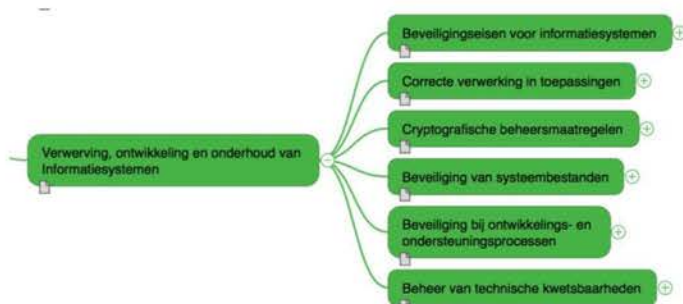 Verwerving, ontwikkeling en onderhoud van
Informatiesystemen
Beveiligingseisen voor informatiesystemen
Correcte verwerking in toepassingen
Cryptografische beheersmaatregelen
Beveiliging van systeembestanden
Beveiliging bij ontwikkelings- en
ondersteuningsprocessen
Beheer van technische kwetsbaarheden